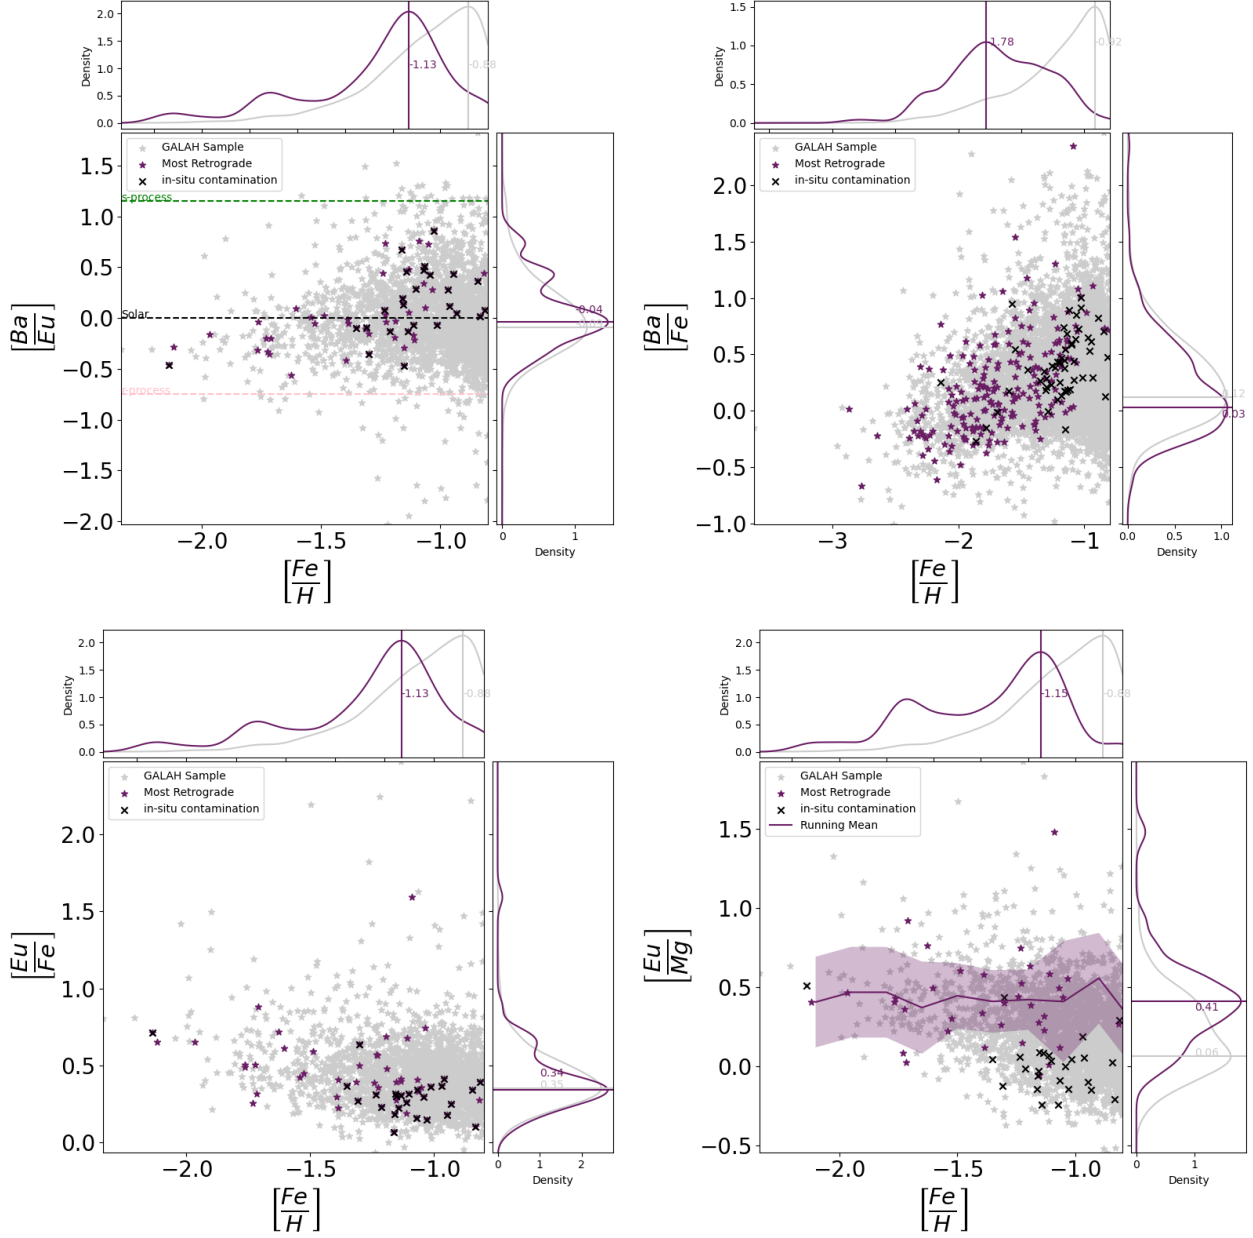 2.0
1.5
1.0
0.5
0.0
Density
-1.13
-0.88
GALAH Sample
Most Retrograde
in-situ contamination
1.5
1.0
0.5
0.0
−0.5
−1.0
−1.5
−2.0
s-process
Solar
r-process
[Ba/Eu]
−2.0 −1.5 −1.0
[Fe/H]
-0.04
0 1
Density
1.5
1.0
0.5
0.0
Density
-1.78
-0.92
GALAH Sample
Most Retrograde
in-situ contamination
2.0
1.5
1.0
0.5
0.0
−0.5
−1.0
[Ba/Fe]
−3 −2 −1
[Fe/H]
0.12
0.03
0.0 0.5 1.0
Density
2.0
1.5
1.0
0.5
0.0
Density
-1.13
-0.88
GALAH Sample
Most Retrograde
in-situ contamination
2.0
1.5
1.0
0.5
0.0
[Eu/Fe]
−2.0 −1.5 −1.0
[Fe/H]
0.34
0.35
0 1 2
Density
2.0
1.5
1.0
0.5
0.0
Density
-1.15
-0.88
GALAH Sample
Most Retrograde
in-situ contamination
Running Mean
1.5
1.0
0.5
0.0
−0.5
[Eu/Mg]
−2.0 −1.5 −1.0
[Fe/H]
0.41
0.06
0 1
Density